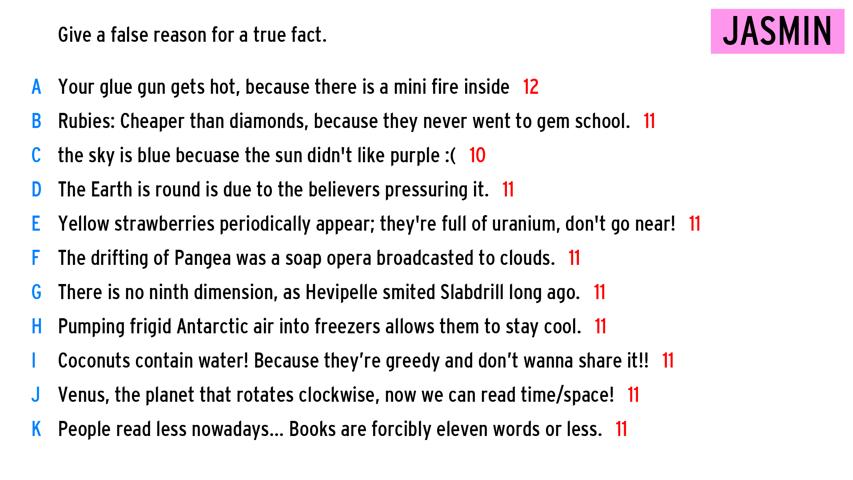 Give a false reason for a true fact.
JASMIN
A Your glue gun gets hot, because there is a mini fire inside 12
B Rubies: Cheaper than diamonds, because they never went to gem school. 11
C the sky is blue becuase the sun didn't like purple :( 10
D The Earth is round is due to the believers pressuring it. 11
E Yellow strawberries periodically appear; they're full of uranium, don't go near! 11
F The drifting of Pangea was a soap opera broadcasted to clouds. 11
G There is no ninth dimension, as Hevipelle smited Slabdrill long ago. 11
H Pumping frigid Antarctic air into freezers allows them to stay cool. 11
I Coconuts contain water! Because they’re greedy and don’t wanna share it!! 11
J Venus, the planet that rotates clockwise, now we can read time/space! 11
K People read less nowadays... Books are forcibly eleven words or less. 11